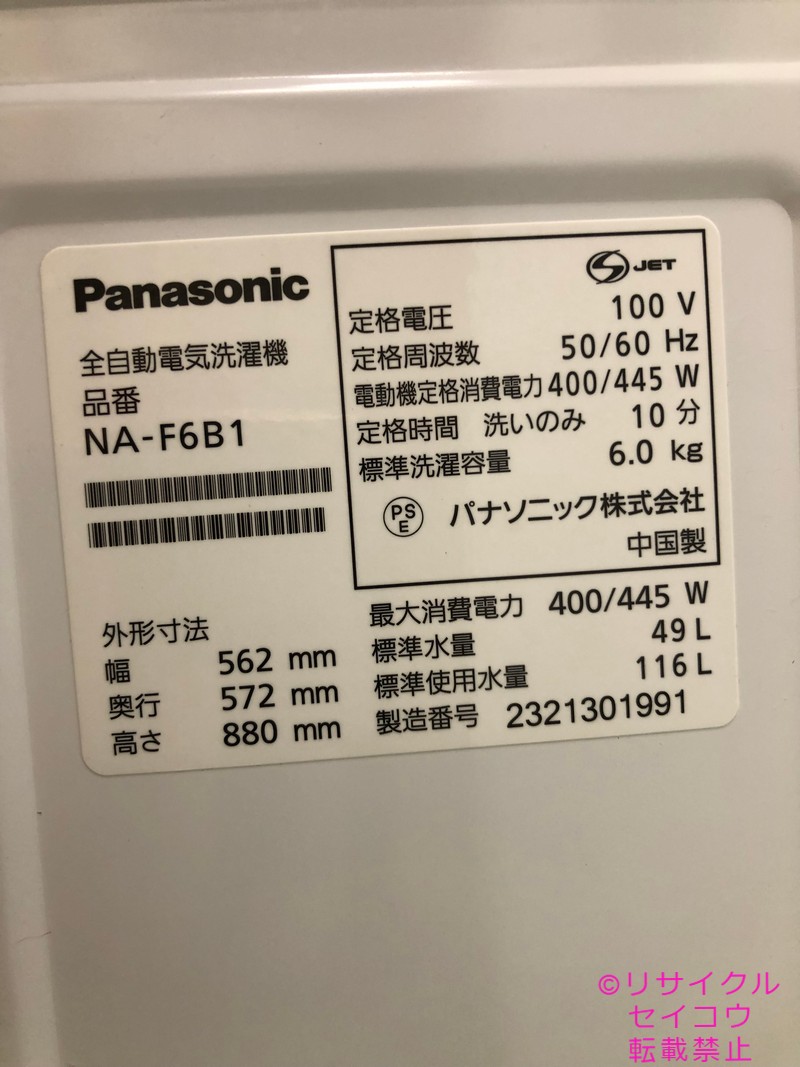 Panasonic
全自動電気洗濯機
品番
NA-F6B1
外形寸法
幅 562 mm
奥行 572 mm
高さ 880 mm
JET
定格電圧 100 V
定格周波数 50/60 Hz
電動機定格消費電力 400/445 W
定格時間 洗いのみ 10 分
標準洗濯容量 6.0 kg
PS
E
パナソニック株式会社
中国製
最大消費電力 400/445 W
標準水量 49 L
標準使用水量 116 L
製造番号 2321301991
©リサイクル
セイコウ
転載禁止